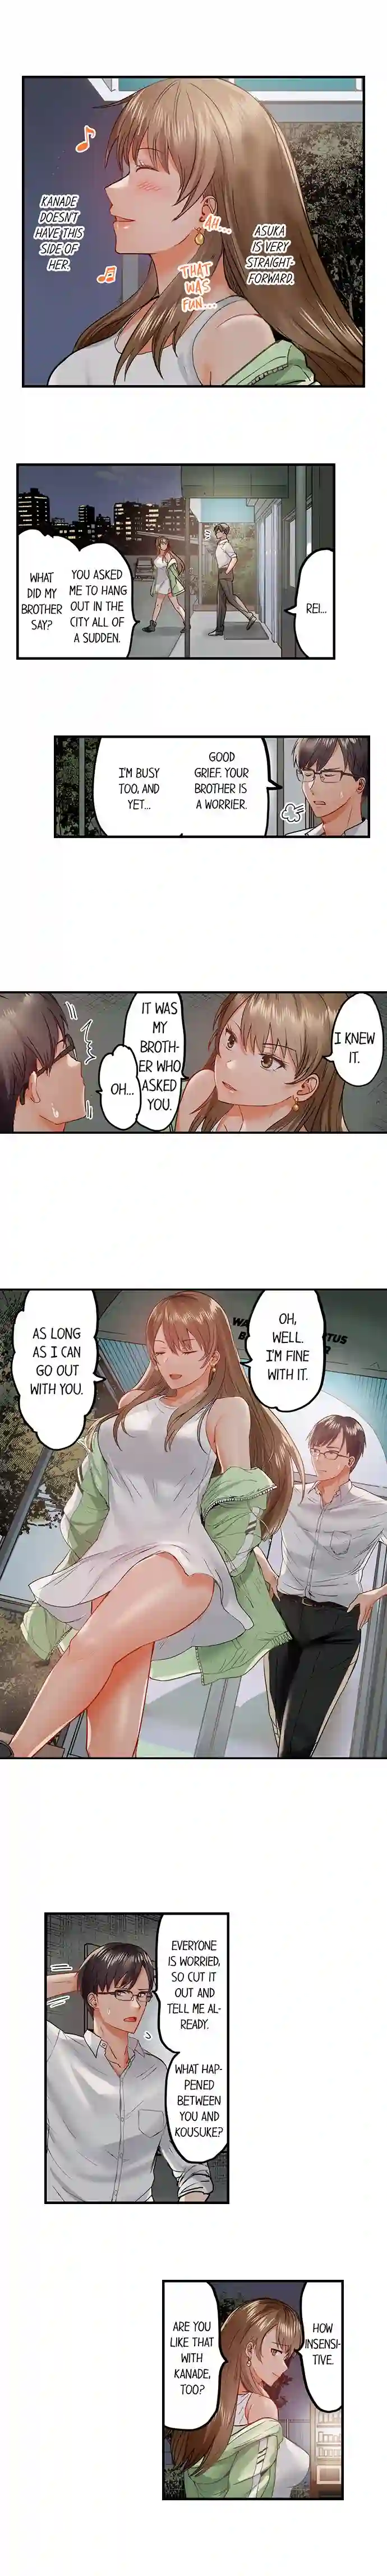 AH...
ASUKA
IS VERY
STRAIGHT-
FORWARD.
THAT
WAS
FUN...
KANADE
DOESN'T
HAVE THIS
SIDE OF
HER.
REI...
YOU ASKED
ME TO HANG
OUT IN THE
CITY ALL OF
A SUDDEN.
WHAT
DID MY
BROTHER
SAY?
GOOD
GRIEF. YOUR
BROTHER IS
A WORRIER.
I'M BUSY
TOO, AND
YET...
I KNEW
IT.
IT WAS
MY
BROTH-
ER WHO
ASKED
YOU.
OH...
OH,
WELL.
I'M FINE
WITH IT.
AS LONG
AS I CAN
GO OUT
WITH YOU.
EVERYONE
IS WORRIED,
SO CUT IT
OUT AND
TELL ME AL-
READY.
WHAT HAP-
PENED
BETWEEN
YOU AND
KOUSUKE?
HOW
INSENSI-
TIVE.
ARE YOU
LIKE THAT
WITH
KANADE,
TOO?